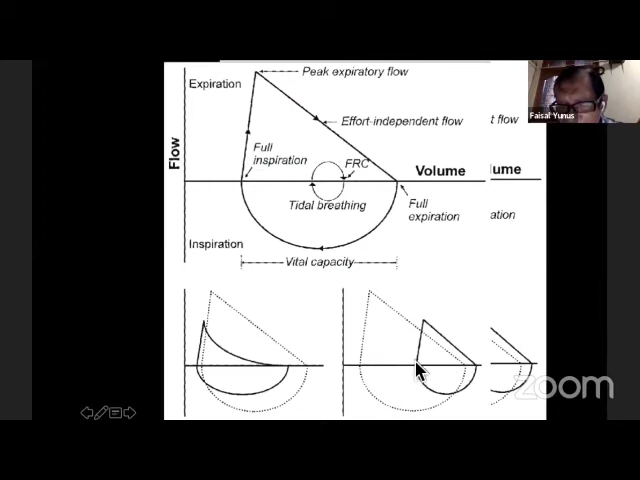 Peak expiratory flow
Expiration
Faisal Yunus
Effort-independent flow
t flow
Flow
Full
inspiration
FRC
Volume
ume
Tidal breathing
Full
expiration
ation
Inspiration
Vital capacity
zoom